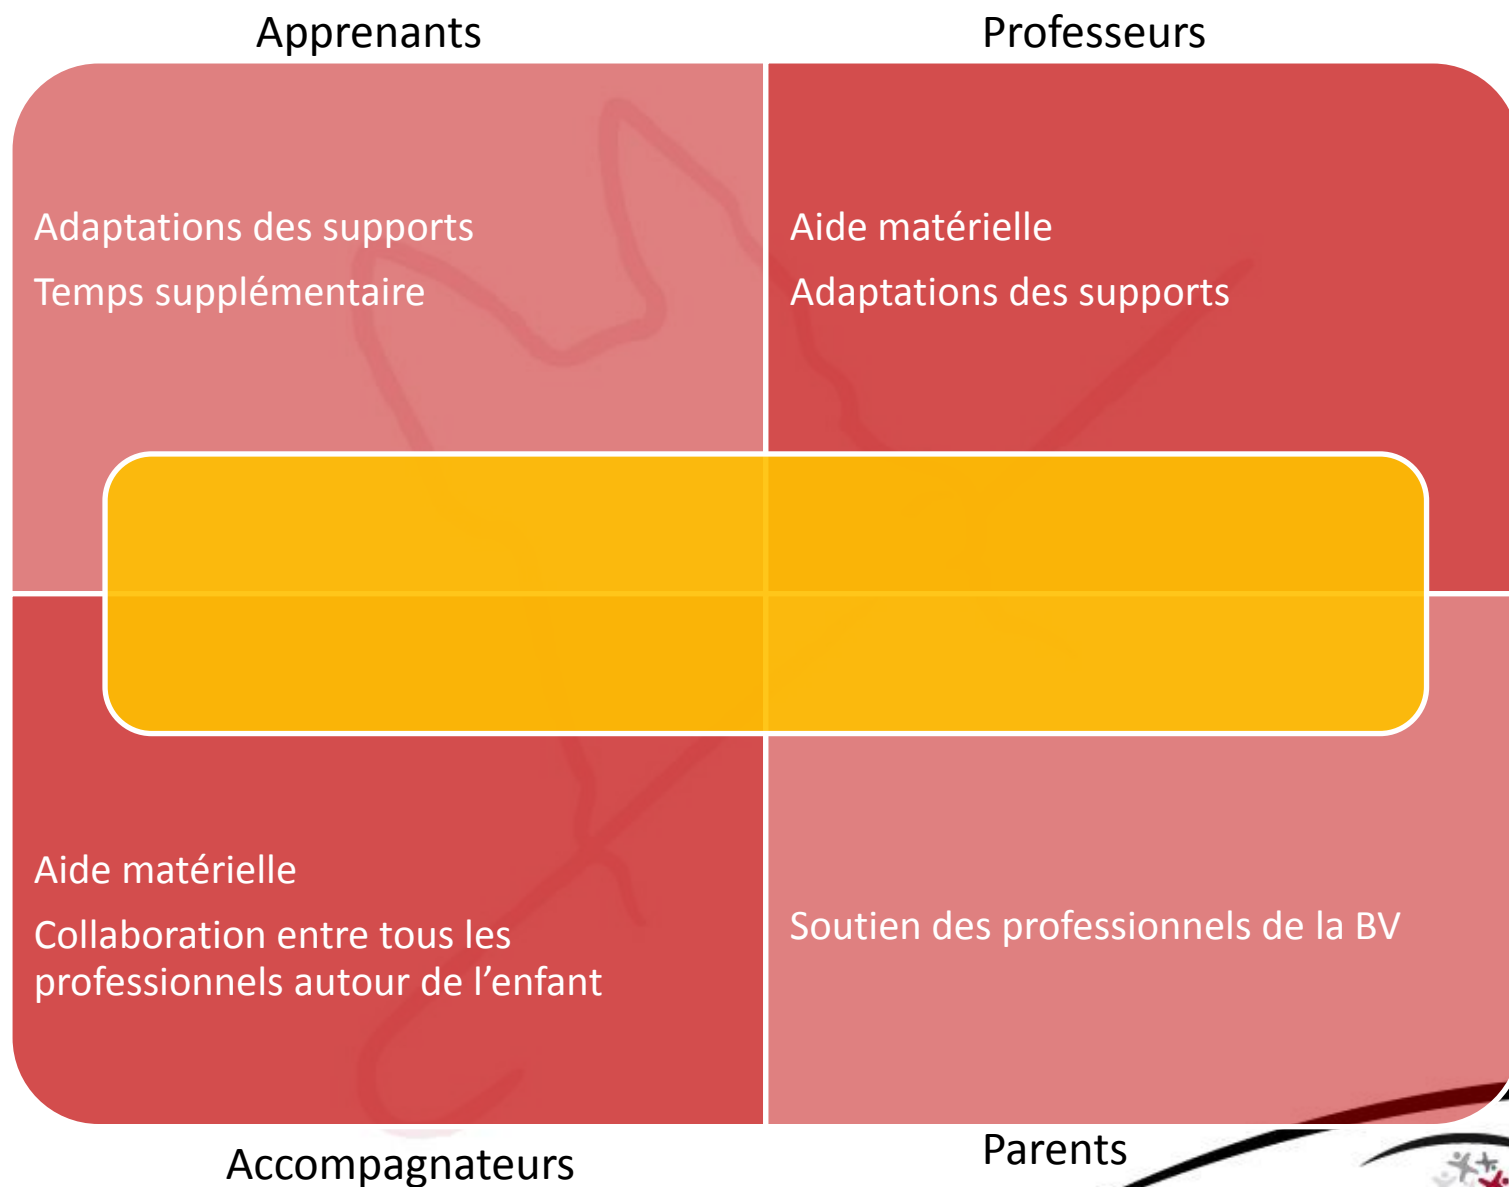 Apprenants
Professeurs
Adaptations des supports
Temps supplémentaire
Aide matérielle
Adaptations des supports
Aide matérielle
Collaboration entre tous les
professionnels autour de l’enfant
Soutien des professionnels de la BV
Accompagnateurs
Parents